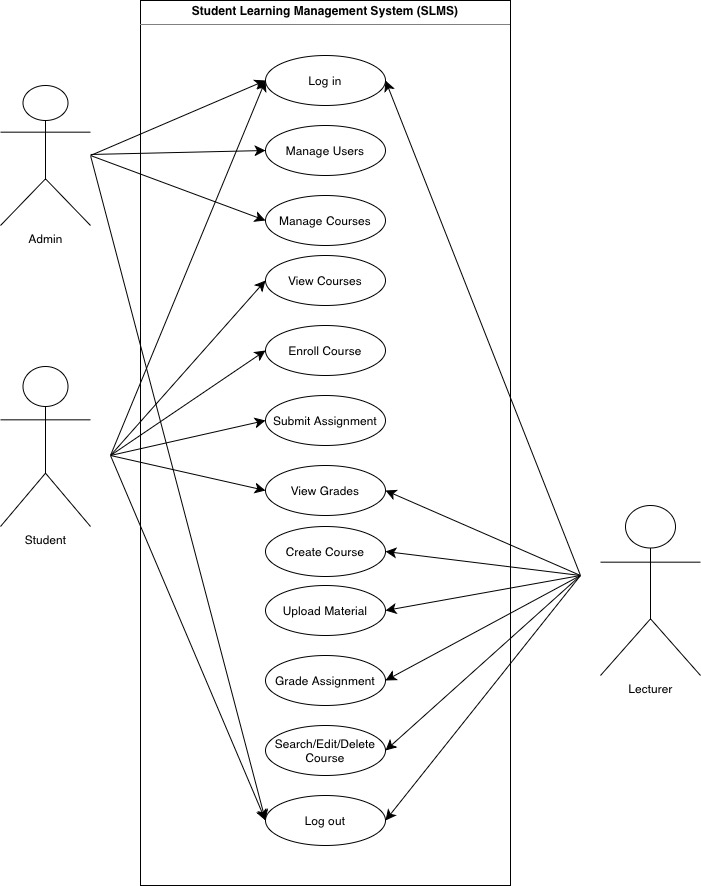 Student Learning Management System (SLMS)
Log in
Manage Users
Admin
Manage Courses
View Courses
Enroll Course
Submit Assignment
View Grades
Student
Create Course
Upload Material
Grade Assignment
Lecturer
Search/Edit/Delete
Course
Log out